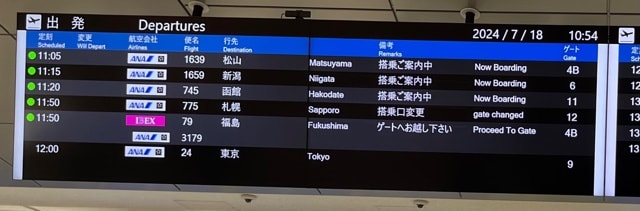 出 発 Departures 2024 / 7 / 18 10:54
定刻 変更 航空会社 便名 行先 備考 ゲート
Scheduled Will Depart Airlines Flight Destination Remarks Gate
11:05 ANA 1639 松山 Matsuyama 搭乗ご案内中 Now Boarding 4B
11:15 ANA 1659 新潟 Niigata 搭乗ご案内中 Now Boarding 6
11:20 ANA 745 函館 Hakodate 搭乗ご案内中 Now Boarding 11
11:50 ANA 775 札幌 Sapporo 搭乗口変更 gate changed 12
11:50 IBEX 79 福島 Fukushima ゲートへお越し下さい Proceed To Gate 4B
ANA 3179
12:00 ANA 24 東京 Tokyo 9